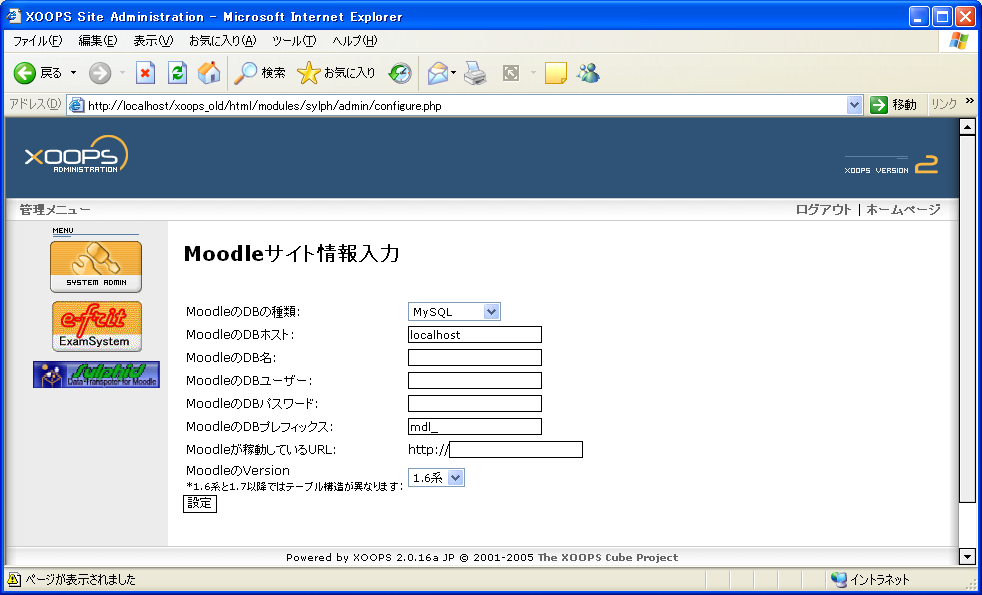 XOOPS Site Administration - Microsoft Internet Explorer
ファイル(F) 編集(E) 表示(V) お気に入り(A) ツール(T) ヘルプ(H)
戻る 検索 お気に入り
アドレス(D) http://localhost/xoops_old/html/modules/sylph/admin/configure.php 移動 リンク »
XOOPS
ADMINISTRATION
XOOPS VERSION 2
管理メニュー ログアウト | ホームページ
MENU
SYSTEM ADMIN
e-frit
ExamSystem
Data Transpoter for Moodle
Moodleサイト情報入力
MoodleのDBの種類: MySQL
MoodleのDBホスト: localhost
MoodleのDB名:
MoodleのDBユーザー:
MoodleのDBパスワード:
MoodleのDBプレフィックス: mdl_
Moodleが稼動しているURL: http://
MoodleのVersion
*1.6系と1.7以降ではテーブル構造が異なります: 1.6系
設定
Powered by XOOPS 2.0.16a JP © 2001-2005 The XOOPS Cube Project
ページが表示されました イントラネット